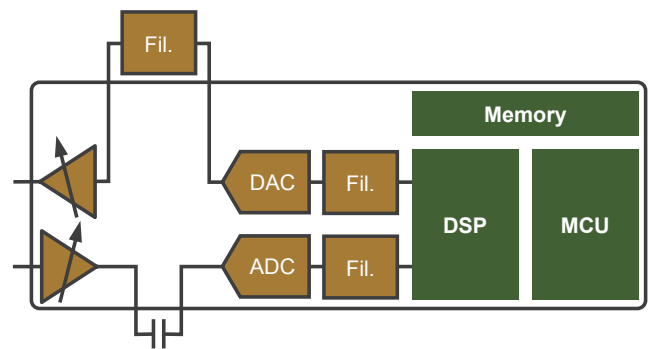 Fil.
Memory
DAC
Fil.
DSP
MCU
ADC
Fil.